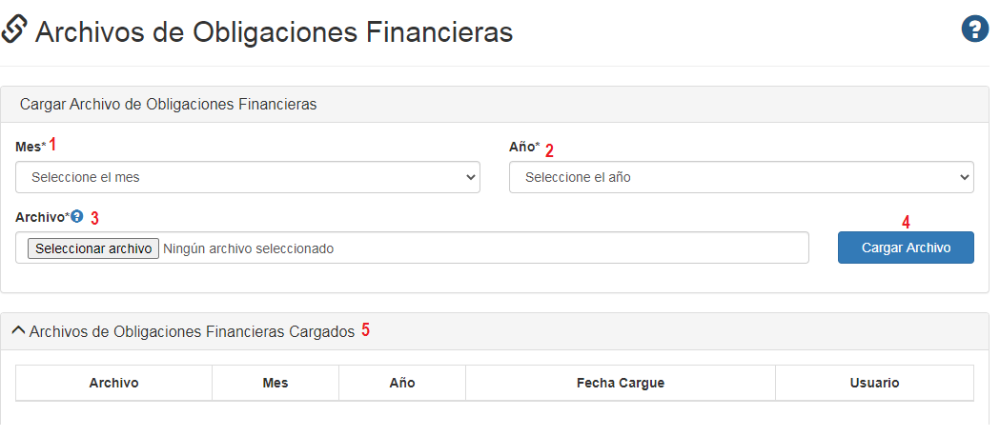 Archivos de Obligaciones Financieras ?
Cargar Archivo de Obligaciones Financieras
Mes* 1 Año* 2
Seleccione el mes Seleccione el año
Archivo*? 3 4
Seleccionar archivo Ningún archivo seleccionado Cargar Archivo
Archivos de Obligaciones Financieras Cargados 5
Archivo Mes Año Fecha Cargue Usuario